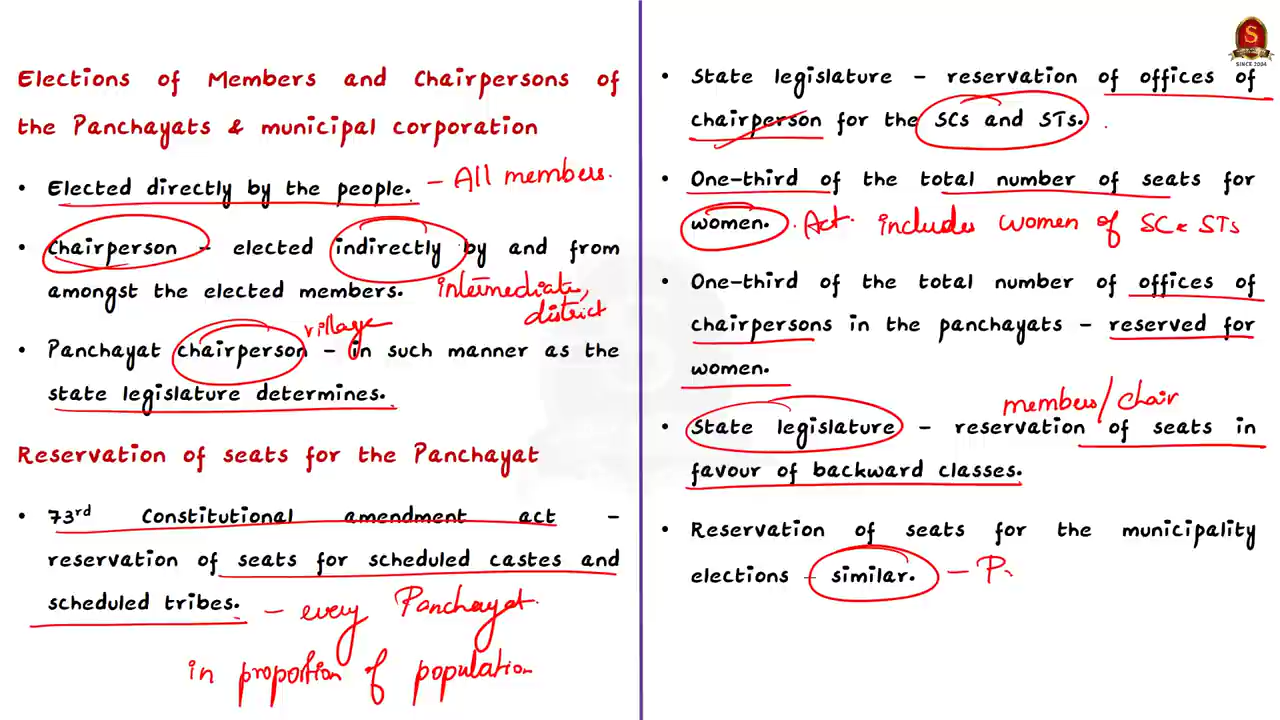 Elections of Members and Chairpersons of
the Panchayats & municipal corporation
• Elected directly by the people. - All members.
• Chairperson - elected indirectly by and from
amongst the elected members. intermediate,
district
village
• Panchayat chairperson - in such manner as the
state legislature determines.
Reservation of seats for the Panchayat
• 73rd Constitutional amendment act -
reservation of seats for scheduled castes and
scheduled tribes. - every Panchayat
in proportion of population
S
SINCE 2004
• State legislature - reservation of offices of
chairperson for the SCs and STs.
• One-third of the total number of seats for
women. Act includes women of SC & STs
• One-third of the total number of offices of
chairpersons in the panchayats - reserved for
women.
members/chair
• State legislature - reservation of seats in
favour of backward classes.
• Reservation of seats for the municipality
elections - similar. - P